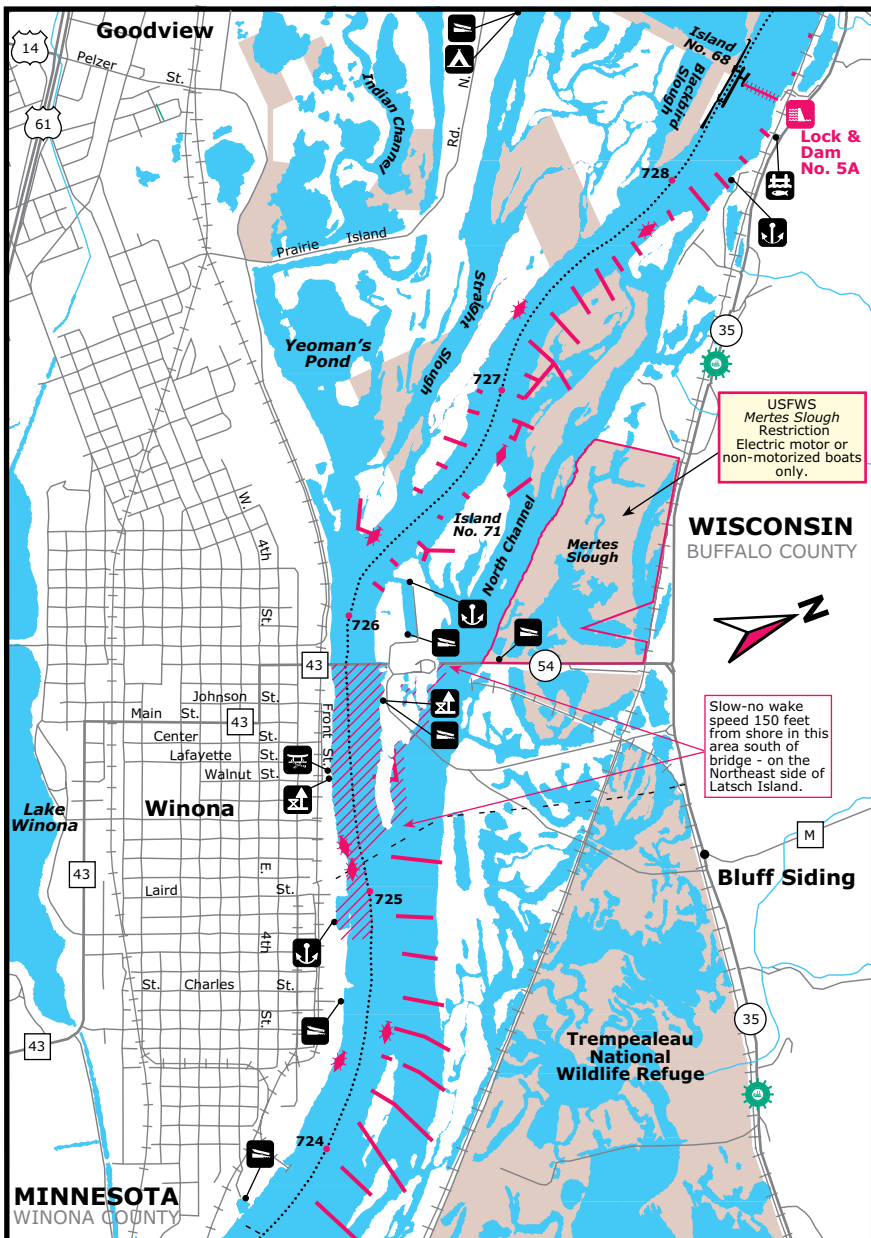 Goodview
14
Pelzer St.
61
Indian Channel
Rd. N.
Island
No. 68
Blackbird
Slough
Lock &
Dam
No. 5A
728
Prairie Island
Straight
Slough
Yeoman's
Pond
727
35
USFWS
Mertes Slough
Restriction
Electric motor or
non-motorized boats
only.
W. 4th St.
Island
No. 71
North Channel
Mertes
Slough
WISCONSIN
BUFFALO COUNTY
N
726
43
54
Johnson St.
Main St.
43
Center St.
Lafayette St.
Walnut St.
Front St.
Slow-no wake
speed 150 feet
from shore in this
area south of
bridge - on the
Northeast side of
Latsch Island.
Lake
Winona
Winona
M
43
Laird St.
725
Bluff Siding
E. 4th St.
St. Charles St.
43
35
Trempealeau
National
Wildlife Refuge
724
MINNESOTA
WINONA COUNTY